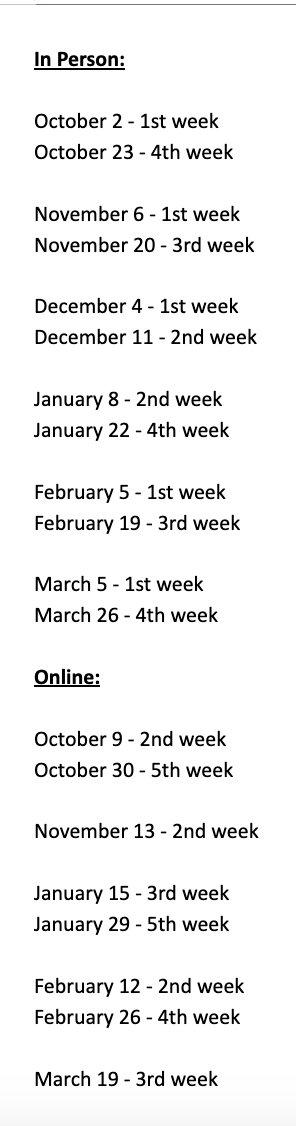 In Person:
October 2 - 1st week
October 23 - 4th week
November 6 - 1st week
November 20 - 3rd week
December 4 - 1st week
December 11 - 2nd week
January 8 - 2nd week
January 22 - 4th week
February 5 - 1st week
February 19 - 3rd week
March 5 - 1st week
March 26 - 4th week
Online:
October 9 - 2nd week
October 30 - 5th week
November 13 - 2nd week
January 15 - 3rd week
January 29 - 5th week
February 12 - 2nd week
February 26 - 4th week
March 19 - 3rd week